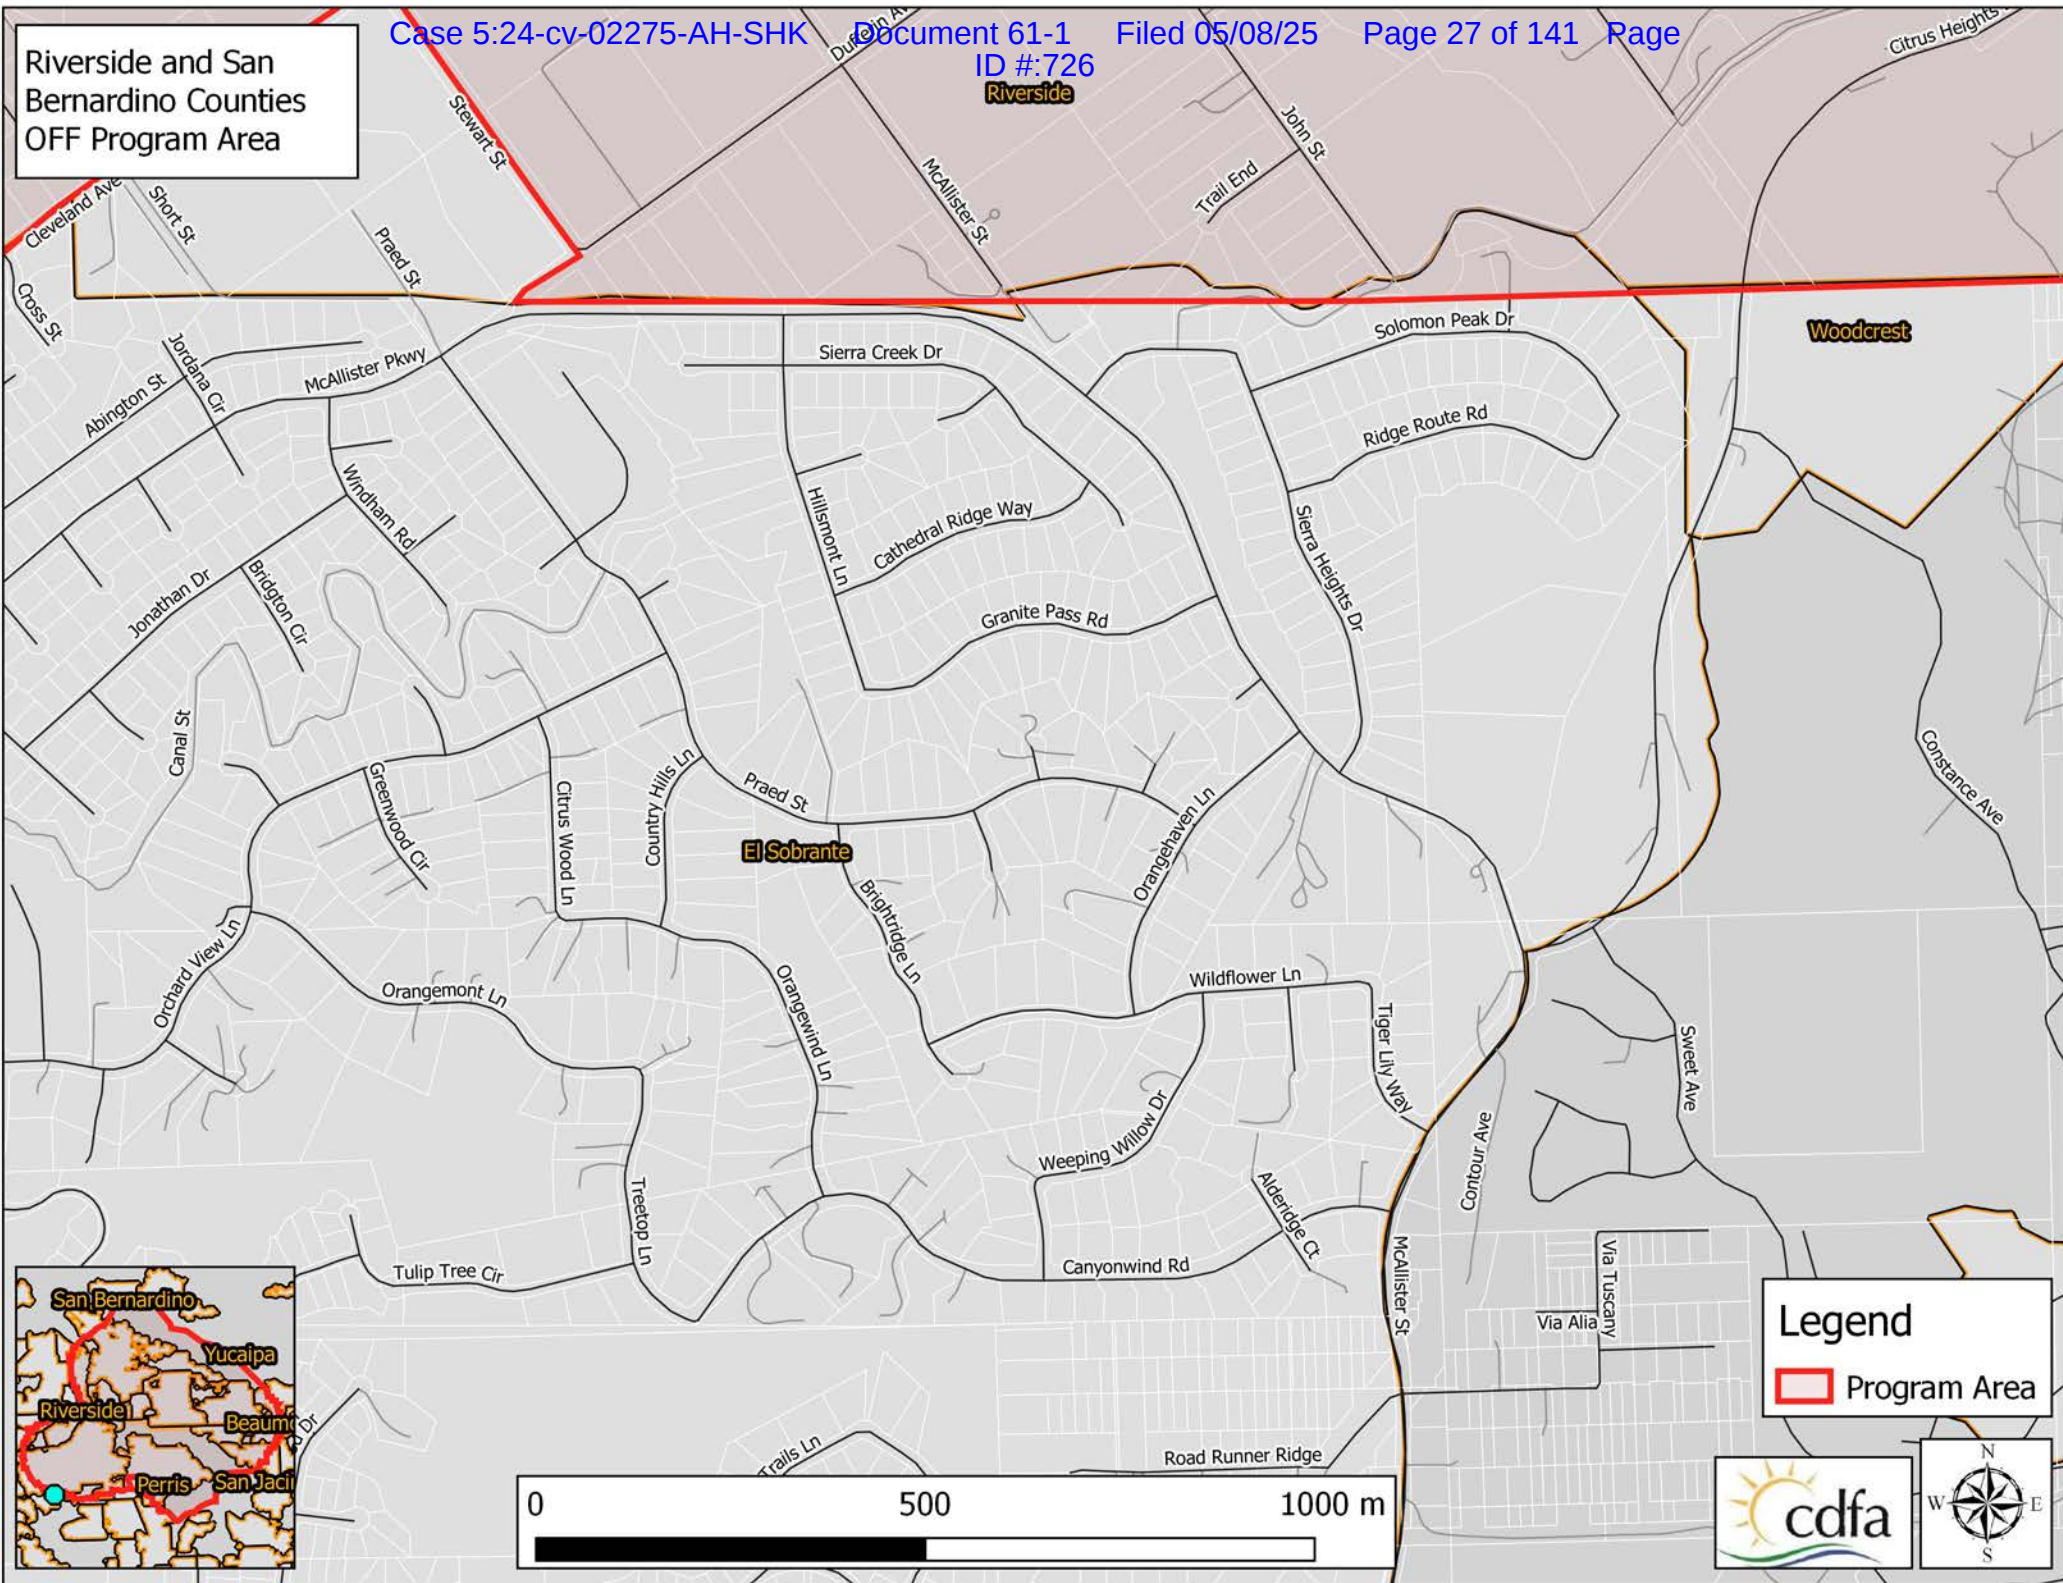 Case 5:24-cv-02275-AH-SHK Document 61-1 Filed 05/08/25 Page 27 of 141 Page
ID #:726
Riverside and San
Bernardino Counties
OFF Program Area
Riverside
Citrus Heights
Stewart St
John St
McAllister St
Trail End
Cleveland Ave
Short St
Praed St
Cross St
Woodcrest
Solomon Peak Dr
Sierra Creek Dr
Jordana Cir
McAllister Pkwy
Abington St
Ridge Route Rd
Windham Rd
Hillsmont Ln
Cathedral Ridge Way
Sierra Heights Dr
Jonathan Dr
Bridgton Cir
Granite Pass Rd
Canal St
Constance Ave
Greenwood Cir
Citrus Wood Ln
Country Hills Ln
Praed St
Orangehaven Ln
El Sobrante
Brightridge Ln
Orchard View Ln
Orangemont Ln
Orangewind Ln
Wildflower Ln
Tiger Lily Way
Sweet Ave
Contour Ave
Weeping Willow Dr
Alderidge Ct
Treetop Ln
Tulip Tree Cir
Canyonwind Rd
McAllister St
Via Tuscany
Via Alia
San Bernardino
Yucaipa
Riverside
Beaumo
Perris
San Jaci
Dr
Trails Ln
Road Runner Ridge
Legend
Program Area
0 500 1000 m
cdfa
N
W E
S